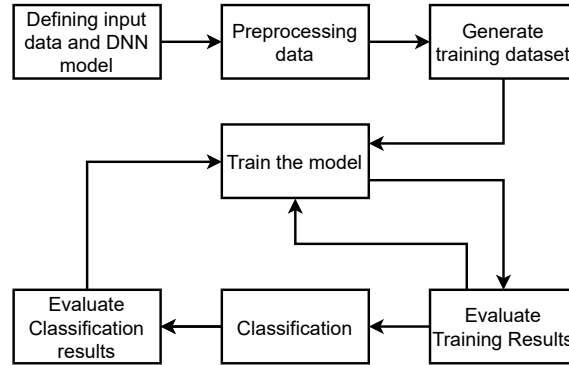 Defining input
data and DNN
model
Preprocessing
data
Generate
training dataset
Train the model
Evaluate
Classification
results
Classification
Evaluate
Training Results